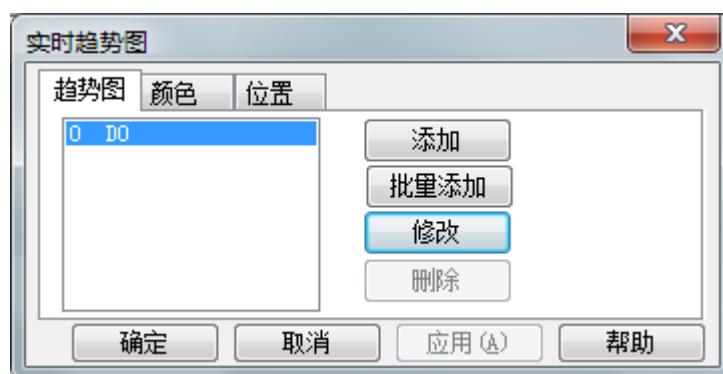 实时趋势图
趋势图 颜色 位置
0 D0
添加
批量添加
修改
删除
确定 取消 应用(A) 帮助